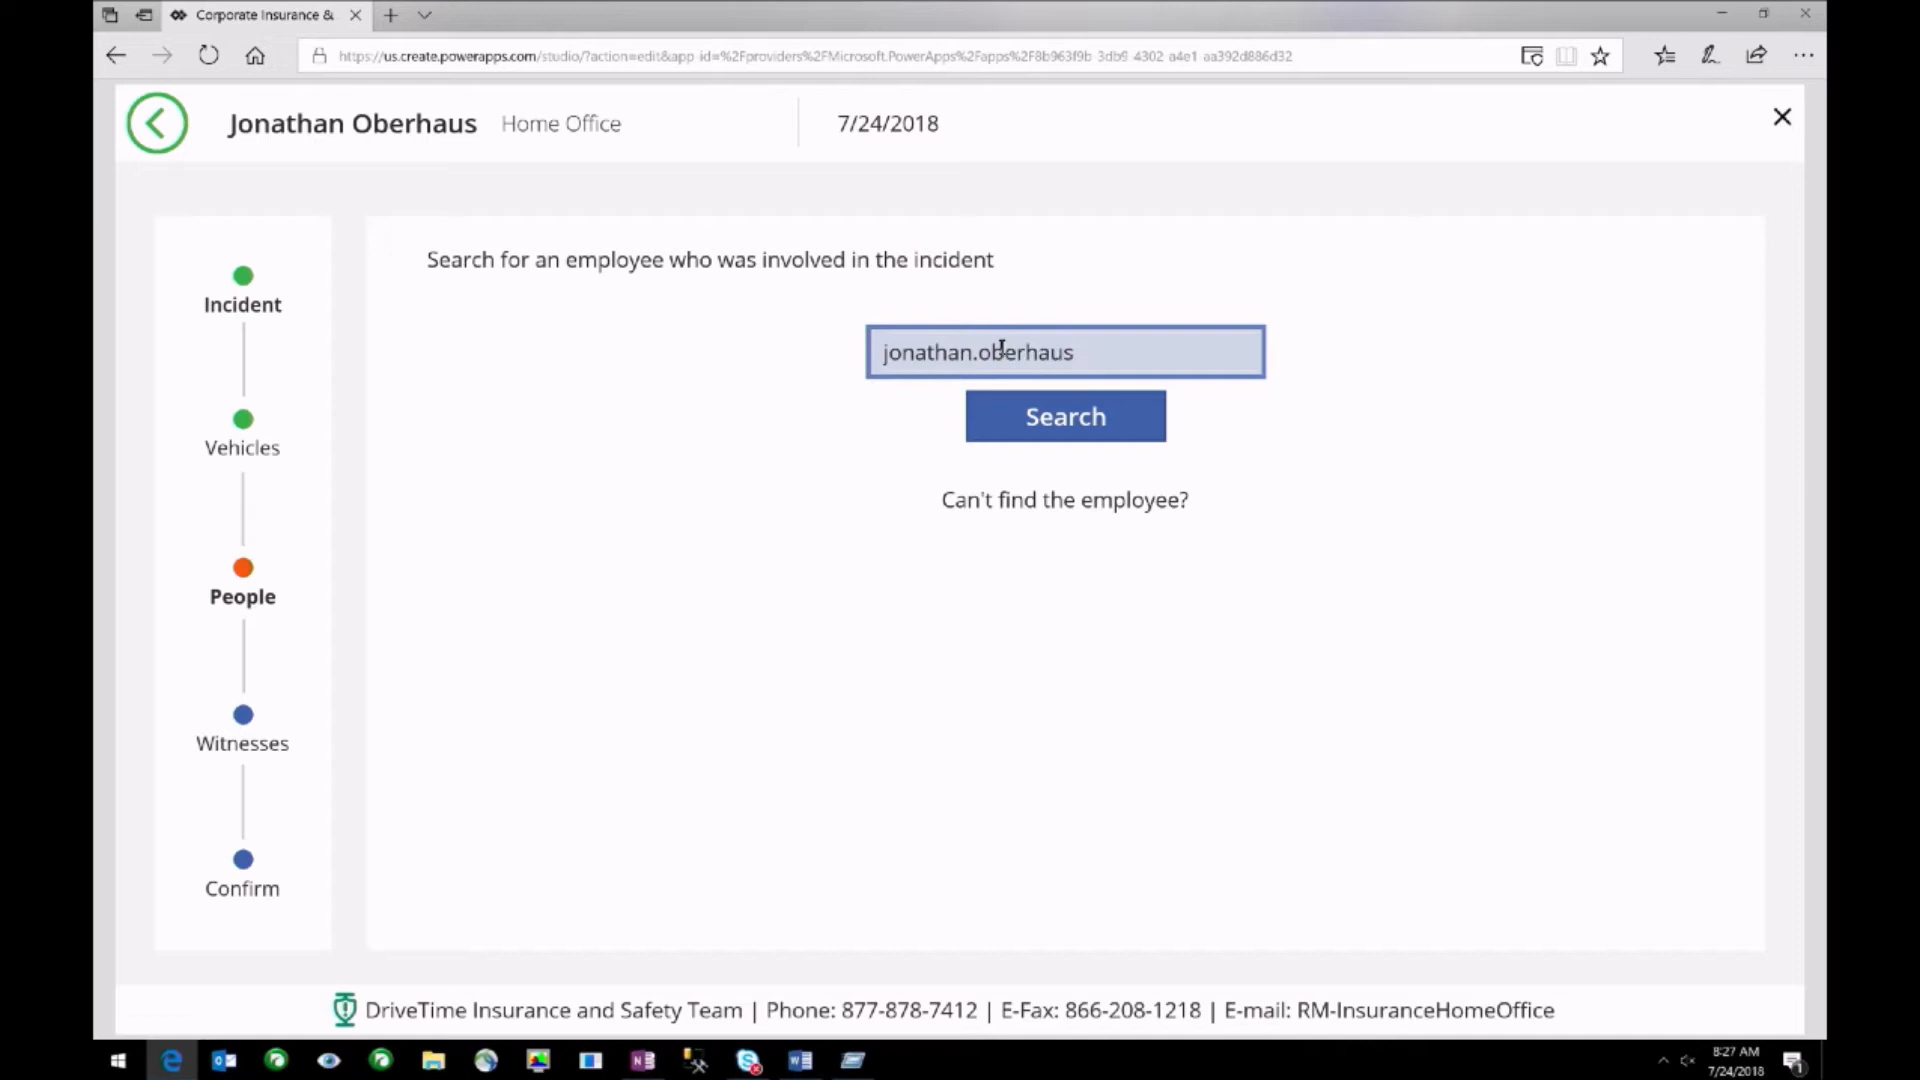 Corporate Insurance &
https://us.create.powerapps.com/studio/?action=edit&app-id=%2Fproviders%2FMicrosoft.PowerApps%2Fapps%2F8b963f9b-3db9-4302-a4e1-aa392d886d32
Jonathan Oberhaus Home Office 7/24/2018
Search for an employee who was involved in the incident
Incident
jonathan.oberhaus
Search
Vehicles
Can't find the employee?
People
Witnesses
Confirm
DriveTime Insurance and Safety Team | Phone: 877-878-7412 | E-Fax: 866-208-1218 | E-mail: RM-InsuranceHomeOffice
8:27 AM
7/24/2018